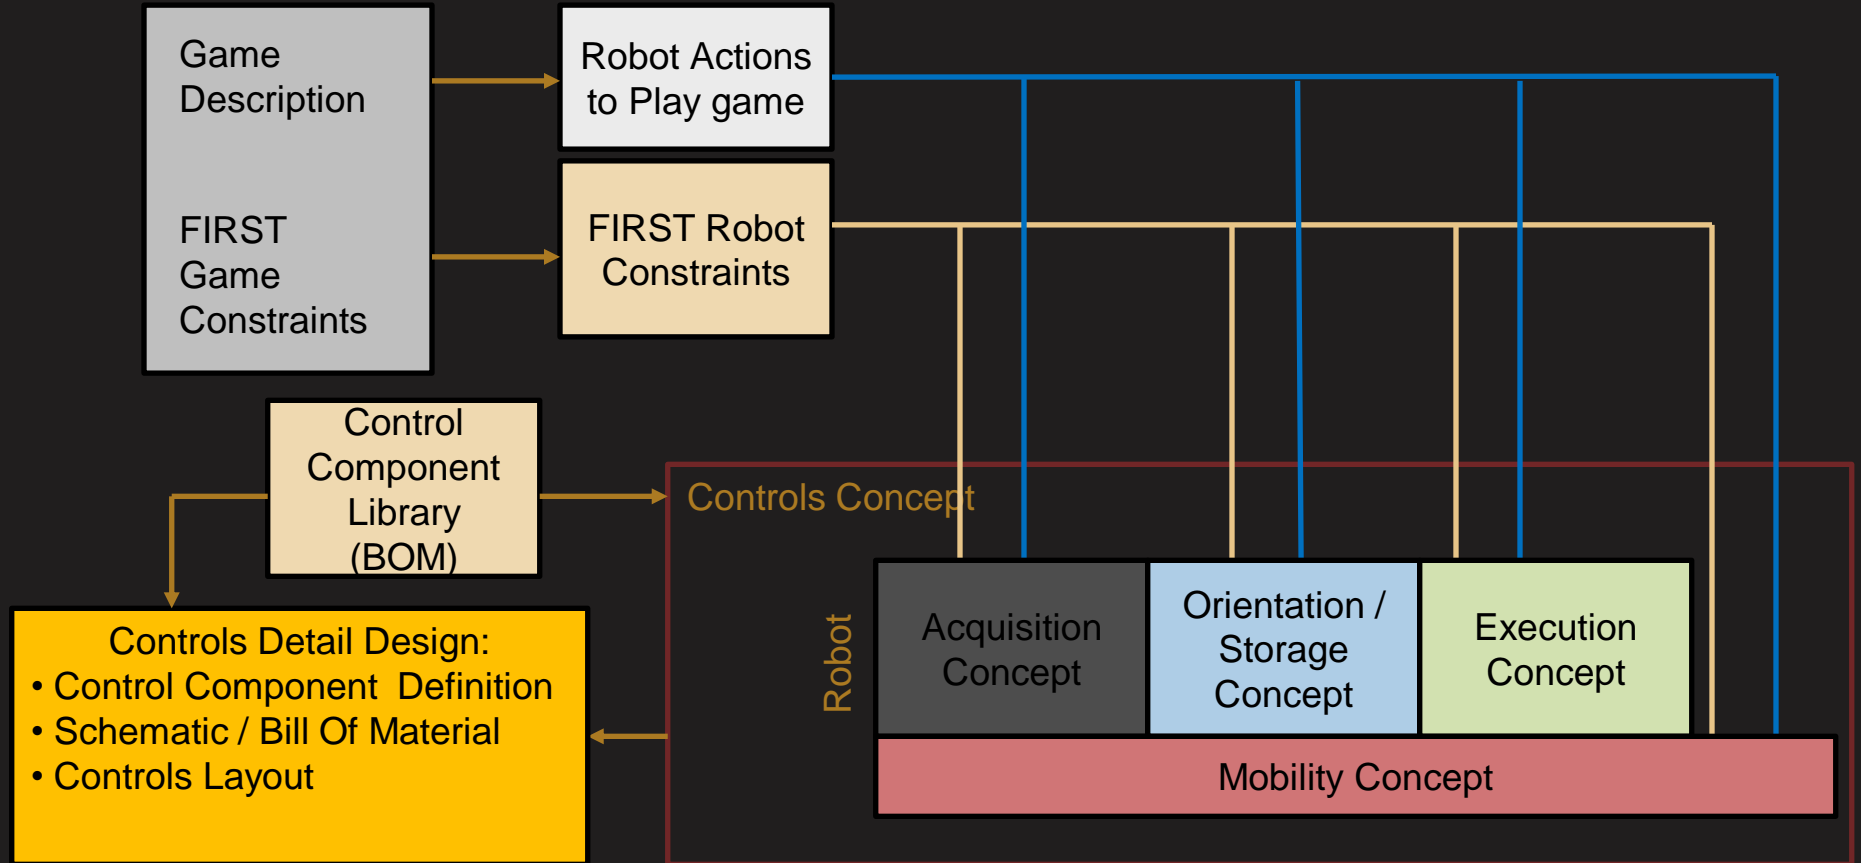 Game
Description
FIRST
Game
Constraints
Robot Actions
to Play game
FIRST Robot
Constraints
Control
Component
Library
(BOM)
Controls Concept
Controls Detail Design:
• Control Component Definition
• Schematic / Bill Of Material
• Controls Layout
Robot
Acquisition
Concept
Orientation /
Storage
Concept
Execution
Concept
Mobility Concept